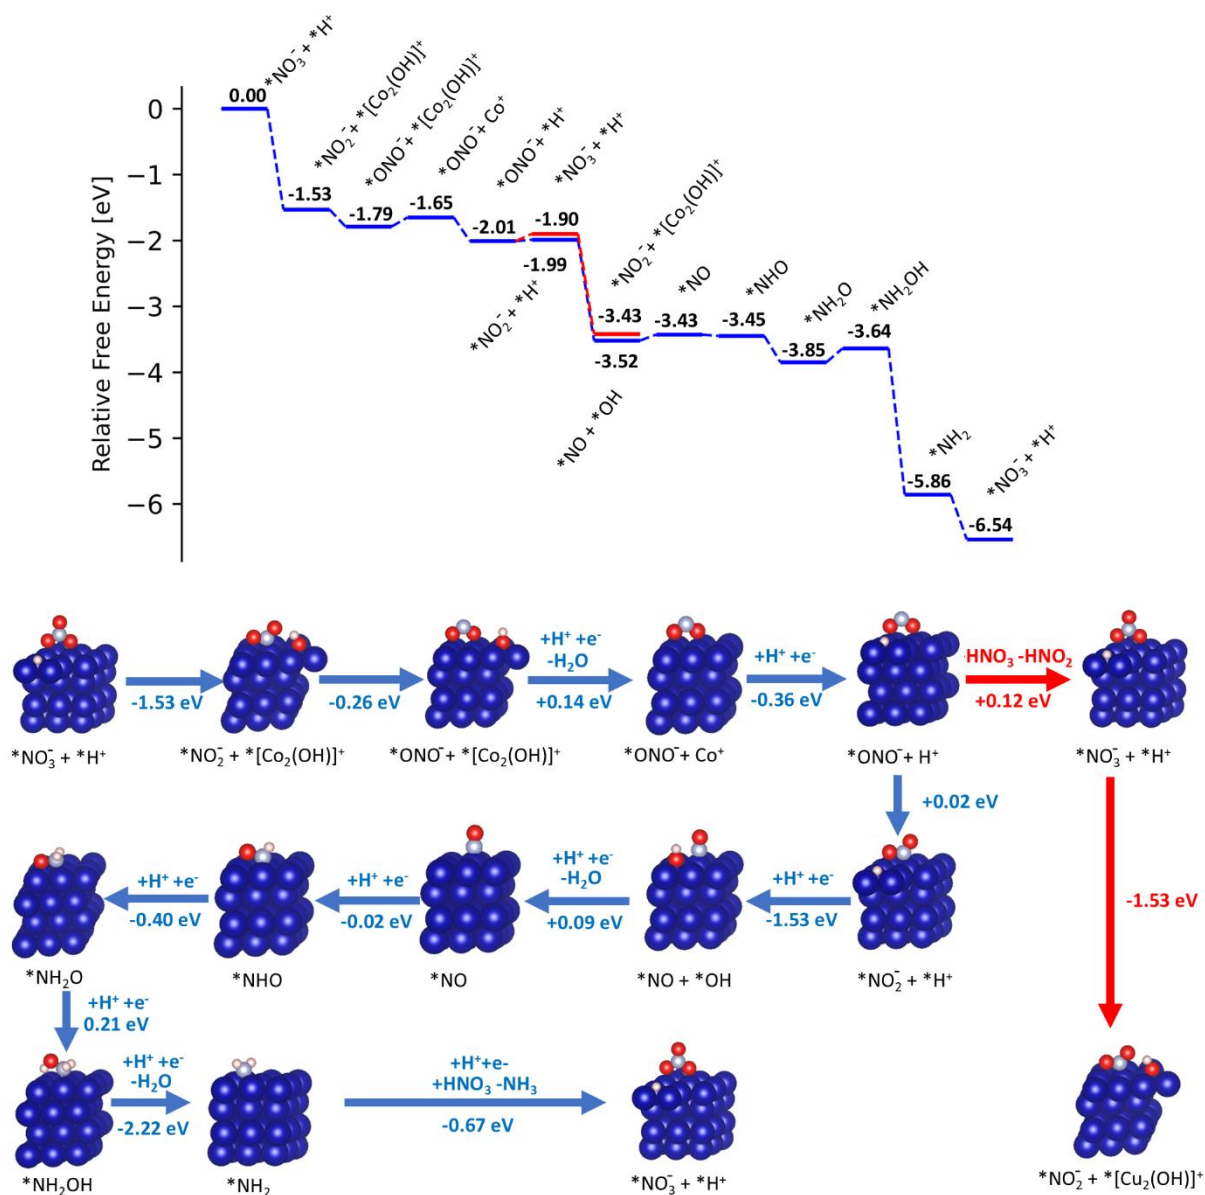 *NO₃⁻ + *H⁺
*NO₂⁻ + *[Co₂(OH)]⁺
*ONO⁻ + *[Co₂(OH)]⁺
*ONO⁻ + Co⁺
*ONO⁻ + *H⁺
*NO₃⁻ + *H⁺
*NO₂⁻ + *[Co₂(OH)]⁺
*NO
*NHO
*NH₂O
*NH₂OH
*NH₂
*NO₃⁻ + *H⁺
*NO₂⁻ + *H⁺
*NO + *OH
Relative Free Energy [eV]
0
−1
−2
−3
−4
−5
−6
0.00
-1.53
-1.79
-1.65
-2.01
-1.90
-1.99
-3.43
-3.52
-3.43
-3.45
-3.85
-3.64
-5.86
-6.54
-1.53 eV
-0.26 eV
+H⁺ +e⁻
-H₂O
+0.14 eV
+H⁺ +e⁻
-0.36 eV
HNO₃ -HNO₂
+0.12 eV
*NO₃⁻ + *H⁺
*NO₂⁻ + *[Co₂(OH)]⁺
*ONO⁻ + *[Co₂(OH)]⁺
*ONO⁻ + Co⁺
*ONO⁻ + H⁺
*NO₃⁻ + *H⁺
+0.02 eV
+H⁺ +e⁻
-0.40 eV
+H⁺ +e⁻
-0.02 eV
+H⁺ +e⁻
-H₂O
+0.09 eV
+H⁺ +e⁻
-1.53 eV
-1.53 eV
*NH₂O
*NHO
*NO
*NO + *OH
*NO₂⁻ + *H⁺
+H⁺ +e⁻
0.21 eV
+H⁺ +e⁻
-H₂O
-2.22 eV
+H⁺+e-
+HNO₃ -NH₃
-0.67 eV
*NH₂OH
*NH₂
*NO₃⁻ + *H⁺
*NO₂⁻ + *[Cu₂(OH)]⁺